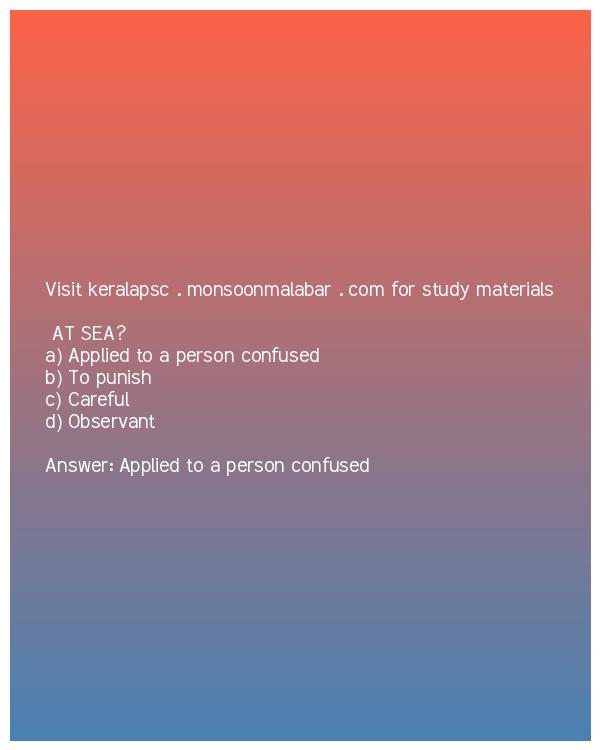 Visit keralapsc . monsoonmalabar . com for study materials
AT SEA?
a) Applied to a person confused
b) To punish
c) Careful
d) Observant
Answer: Applied to a person confused